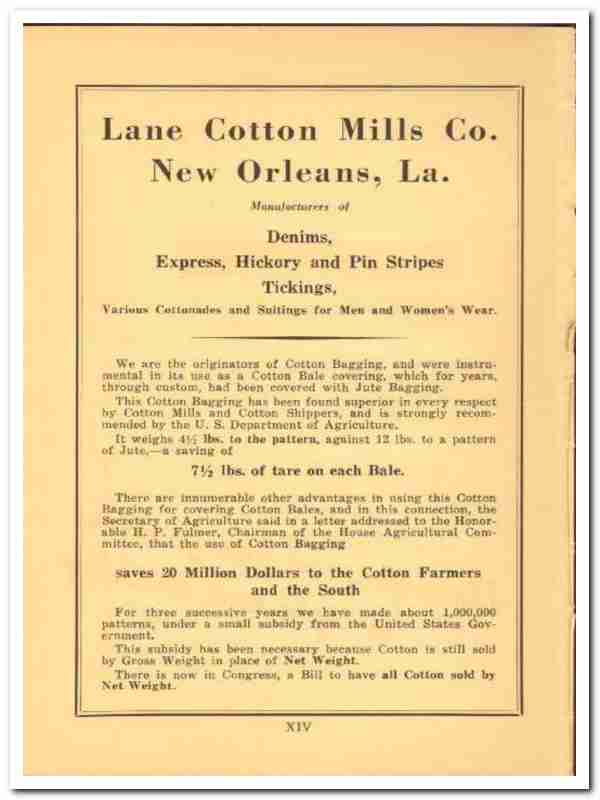 Lane Cotton Mills Co.
New Orleans, La.
Manufacturers of
Denims,
Express, Hickory and Pin Stripes
Tickings,
Various Cottonades and Suitings for Men and Women's Wear.
We are the originators of Cotton Bagging, and were instru-
mental in its use as a Cotton Bale covering, which for years,
through custom, had been covered with Jute Bagging.
This Cotton Bagging has been found superior in every respect
by Cotton Mills and Cotton Shippers, and is strongly recom-
mended by the U. S. Department of Agriculture.
It weighs 4½ lbs. to the pattern, against 12 lbs. to a pattern
of Jute,—a saving of
7½ lbs. of tare on each Bale.
There are innumerable other advantages in using this Cotton
Bagging for covering Cotton Bales, and in this connection, the
Secretary of Agriculture said in a letter addressed to the Honor-
able H. P. Fulmer, Chairman of the House Agricultural Com-
mittee, that the use of Cotton Bagging
saves 20 Million Dollars to the Cotton Farmers
and the South
For three successive years we have made about 1,000,000
patterns, under a small subsidy from the United States Gov-
ernment.
This subsidy has been necessary because Cotton is still sold
by Gross Weight in place of Net Weight.
There is now in Congress, a Bill to have all Cotton sold by
Net Weight.
XIV